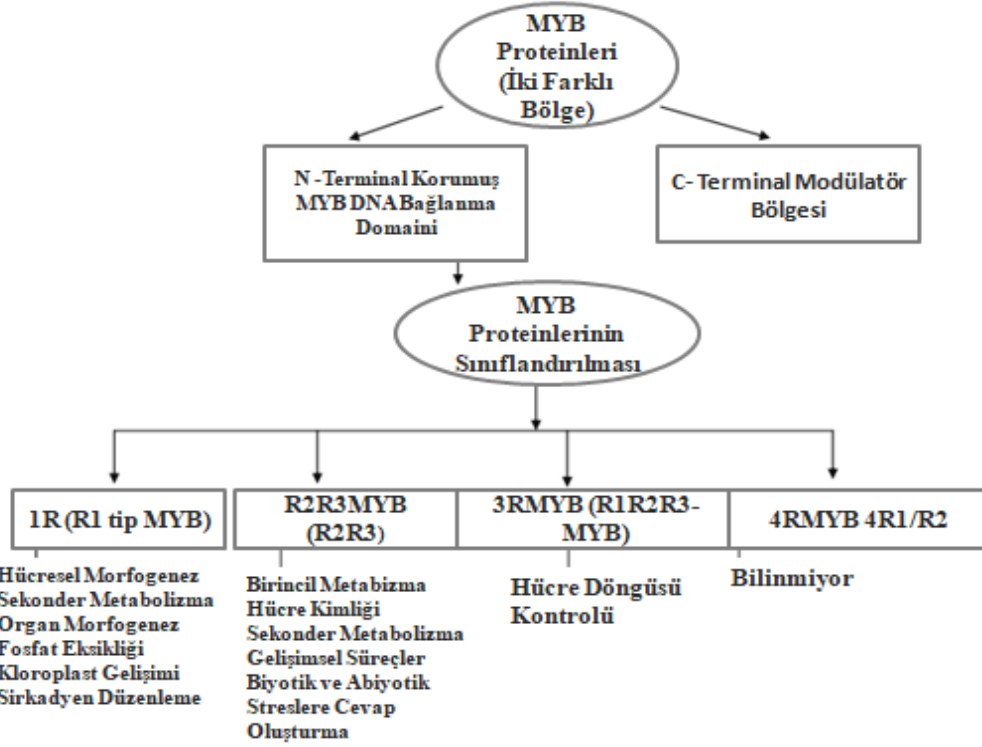 MYB
Proteinleri
(İki Farklı
Bölge)
N -Terminal Korumuş
MYB DNA Bağlanma
Domaini
C- Terminal Modülatör
Bölgesi
MYB
Proteinlerinin
Sınıflandırılması
1R (R1 tip MYB)
R2R3MYB
(R2R3)
3RMYB (R1R2R3-
MYB)
4RMYB 4R1/R2
Hücresel Morfogenez
Sekonder Metabolizma
Organ Morfogenez
Fosfat Eksikliği
Kloroplast Gelişimi
Sirkadyen Düzenleme
Birincil Metabizma
Hücre Kimliği
Sekonder Metabolizma
Gelişimsel Süreçler
Biyotik ve Abiyotik
Streslere Cevap
Oluşturma
Hücre Döngüsü
Kontrolü
Bilinmiyor